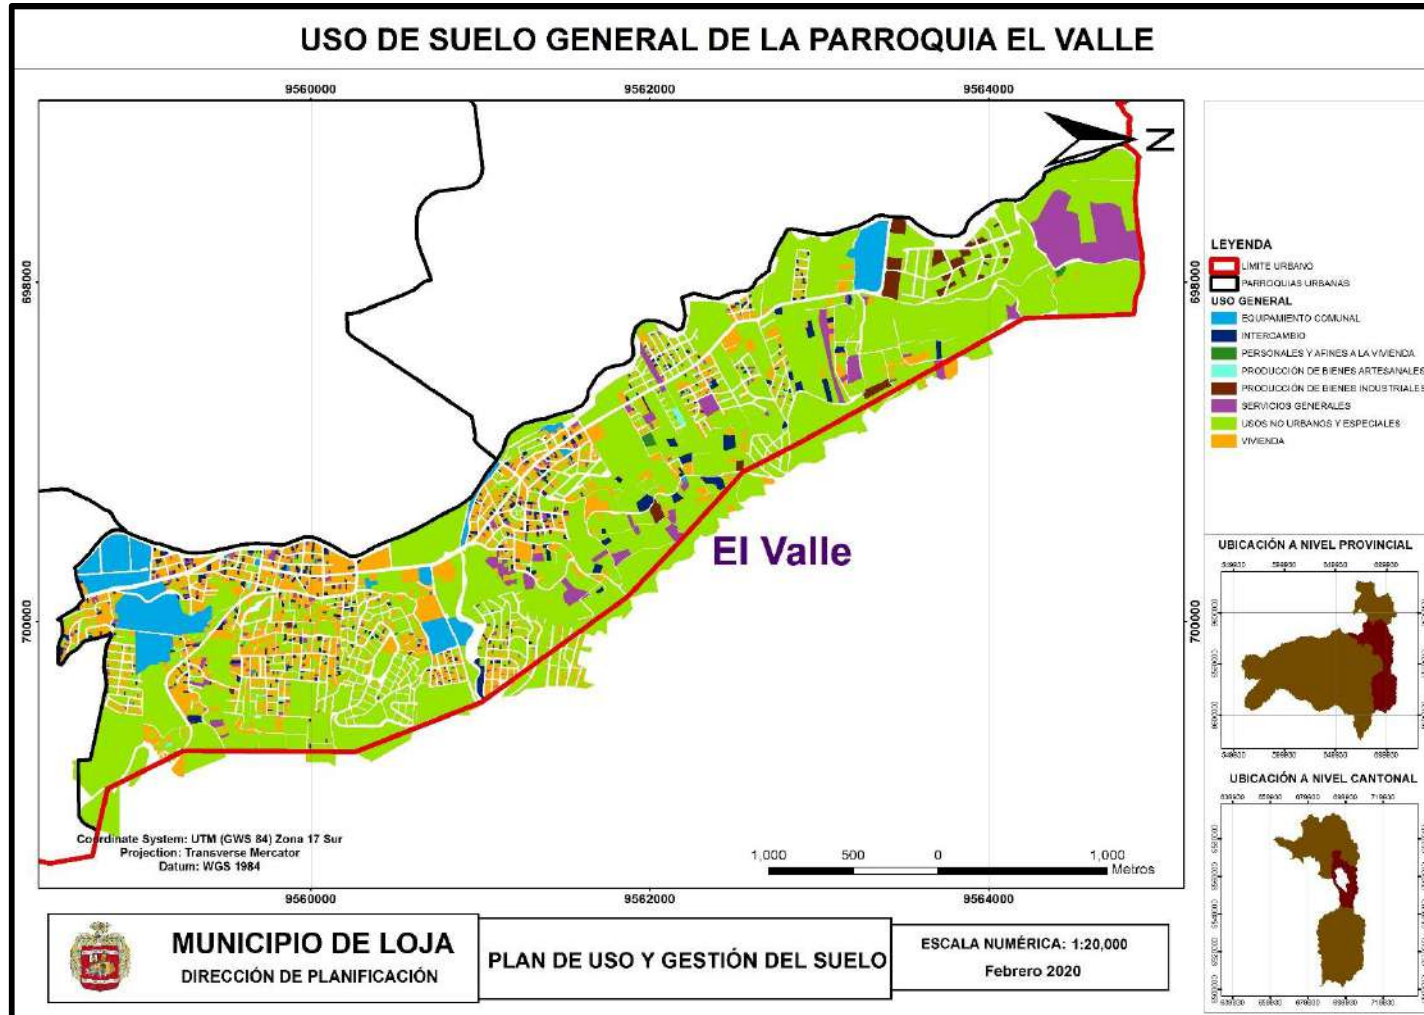 USO DE SUELO GENERAL DE LA PARROQUIA EL VALLE
9560000
9562000
9564000
N
698000
698000
700000
700000
El Valle
Coordinate System: UTM (GWS 84) Zona 17 Sur
Projection: Transverse Mercator
Datum: WGS 1984
1,000
500
0
1,000
Metros
9560000
9562000
9564000
LEYENDA
LÍMITE URBANO
PARROQUIAS URBANAS
USO GENERAL
EQUIPAMIENTO COMUNAL
INTERCAMBIO
PERSONALES Y AFINES A LA VIVIENDA
PRODUCCIÓN DE BIENES ARTESANALES
PRODUCCIÓN DE BIENES INDUSTRIALES
SERVICIOS GENERALES
USOS NO URBANOS Y ESPECIALES
VIVIENDA
UBICACIÓN A NIVEL PROVINCIAL
UBICACIÓN A NIVEL CANTONAL
MUNICIPIO DE LOJA
DIRECCIÓN DE PLANIFICACIÓN
PLAN DE USO Y GESTIÓN DEL SUELO
ESCALA NUMÉRICA: 1:20,000
Febrero 2020